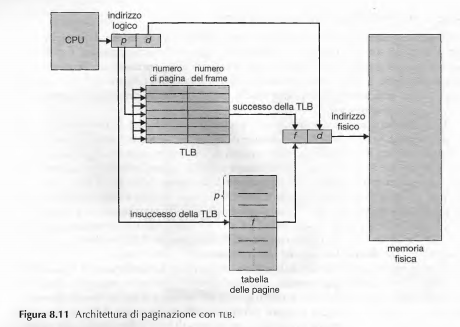 indirizzo
logico
CPU
p d
numero
di pagina
numero
del frame
successo della TLB
indirizzo
fisico
f d
TLB
p
insuccesso della TLB
f
memoria
fisica
tabella
delle pagine
Figura 8.11 Architettura di paginazione con TLB.